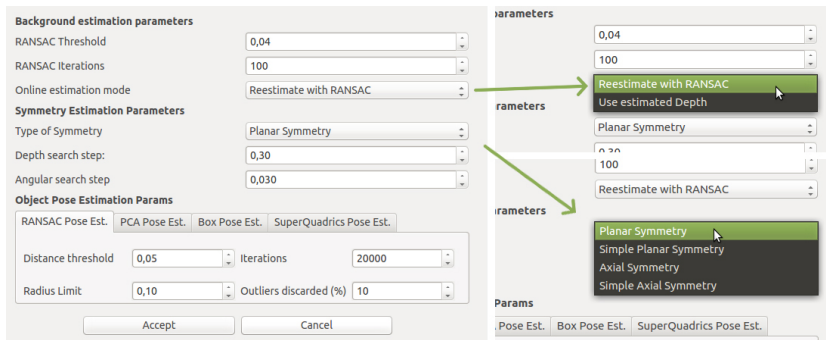 Background estimation parameters
RANSAC Threshold 0,04
RANSAC Iterations 100
Online estimation mode Reestimate with RANSAC
Symmetry Estimation Parameters
Type of Symmetry Planar Symmetry
Depth search step: 0,30
Angular search step 0,030
Object Pose Estimation Params
RANSAC Pose Est. PCA Pose Est. Box Pose Est. SuperQuadrics Pose Est.
Distance threshold 0,05 Iterations 20000
Radius Limit 0,10 Outliers discarded (%) 10
Accept Cancel
parameters
0,04
100
Reestimate with RANSAC
Use estimated Depth
rameters
Planar Symmetry
0,30
100
Reestimate with RANSAC
rameters
Planar Symmetry
Simple Planar Symmetry
Axial Symmetry
Simple Axial Symmetry
Params
Pose Est. Box Pose Est. SuperQuadrics Pose Est.